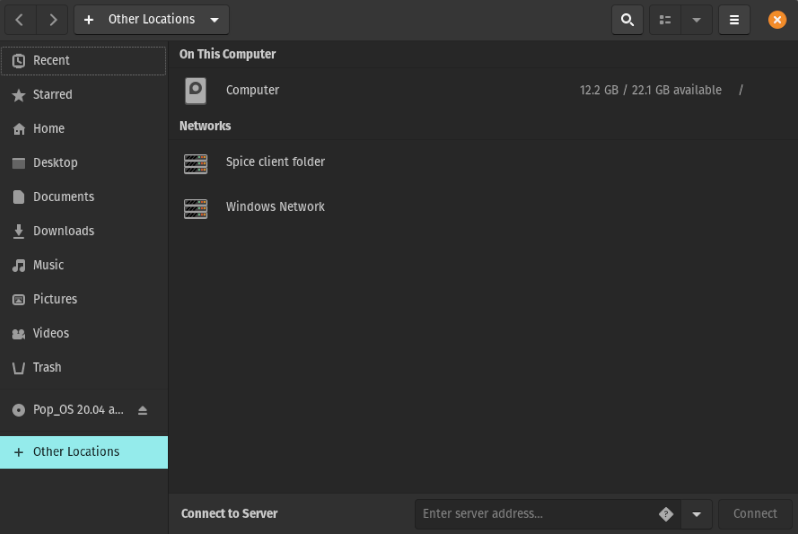 Other Locations
Recent
Starred
Home
Desktop
Documents
Downloads
Music
Pictures
Videos
Trash
Pop_OS 20.04 a...
Other Locations
On This Computer
Computer 12.2 GB / 22.1 GB available /
Networks
Spice client folder
Windows Network
Connect to Server Enter server address... Connect